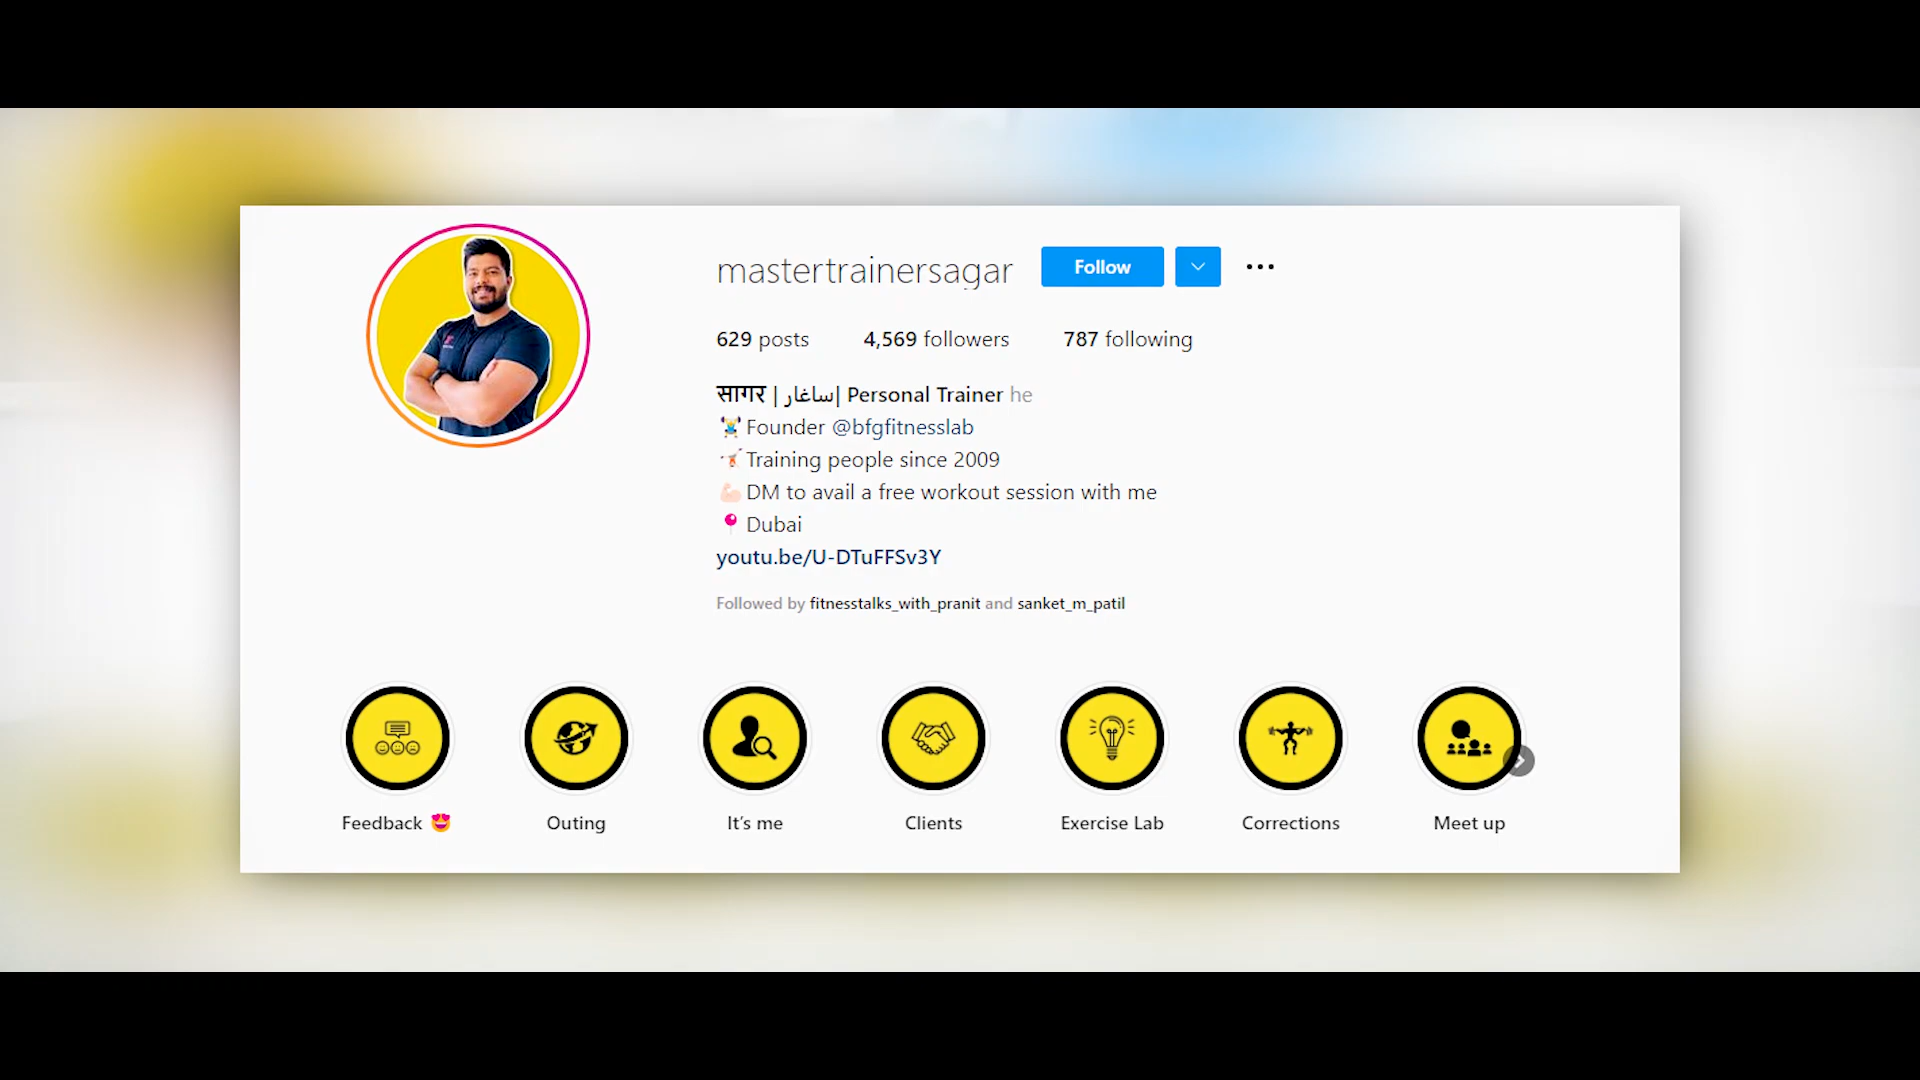 mastertrainersagar
Follow
629 posts 4,569 followers 787 following
सागर | ساغار| Personal Trainer he
Founder @bfgfitnesslab
Training people since 2009
DM to avail a free workout session with me
Dubai
youtu.be/U-DTuFFSv3Y
Followed by fitnesstalks_with_pranit and sanket_m_patil
Feedback 😍 Outing It’s me Clients Exercise Lab Corrections Meet up